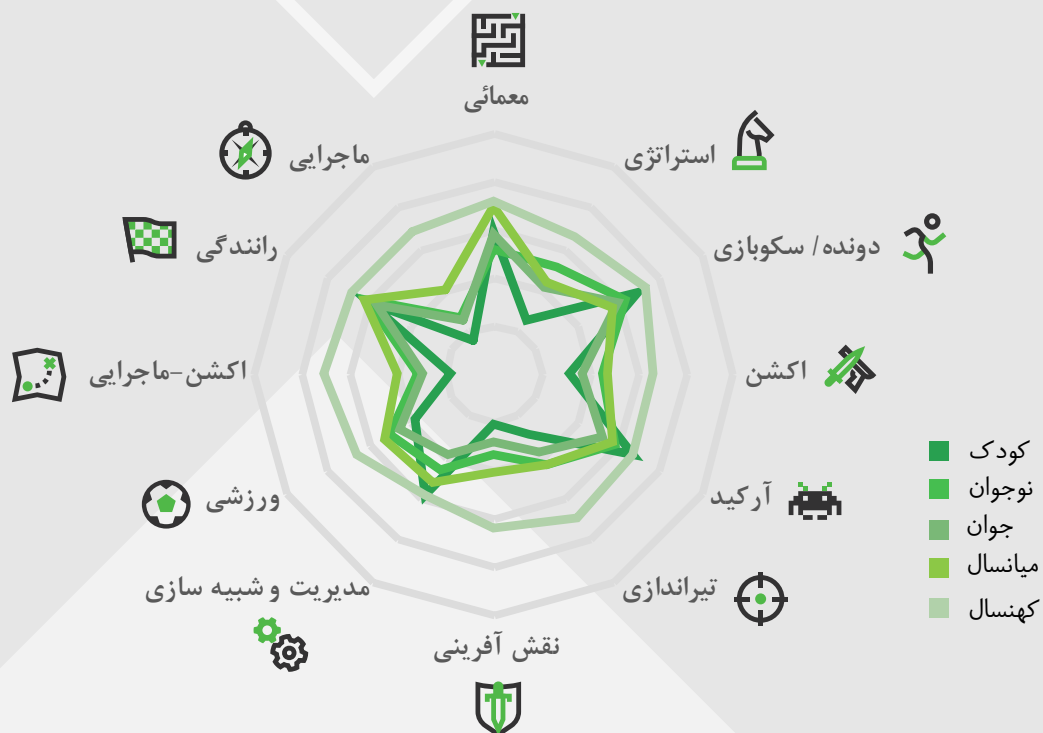 معمائی
استراتژی
دونده/ سکوبازی
اکشن
آرکید
تیراندازی
نقش آفرینی
مدیریت و شبیه سازی
ورزشی
اکشن-ماجرایی
رانندگی
ماجرایی
کودک
نوجوان
جوان
میانسال
کهنسال